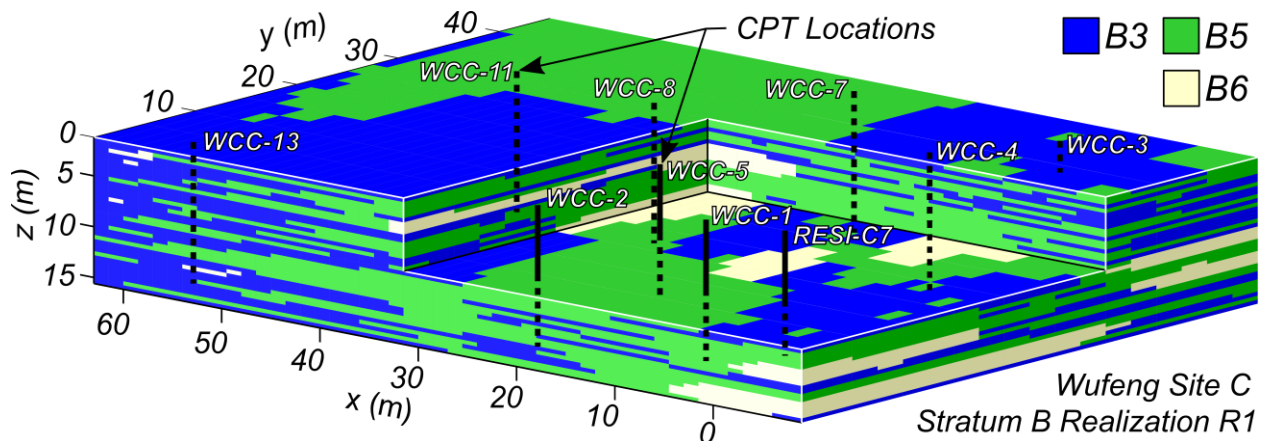 y (m)
40
30
20
10
0
CPT Locations
B3
B5
B6
WCC-11
WCC-8
WCC-7
WCC-13
WCC-4
WCC-3
WCC-5
WCC-2
WCC-1
RESI-C7
z (m)
0
5
10
15
60
50
40
30
20
10
0
x (m)
Wufeng Site C
Stratum B Realization R1